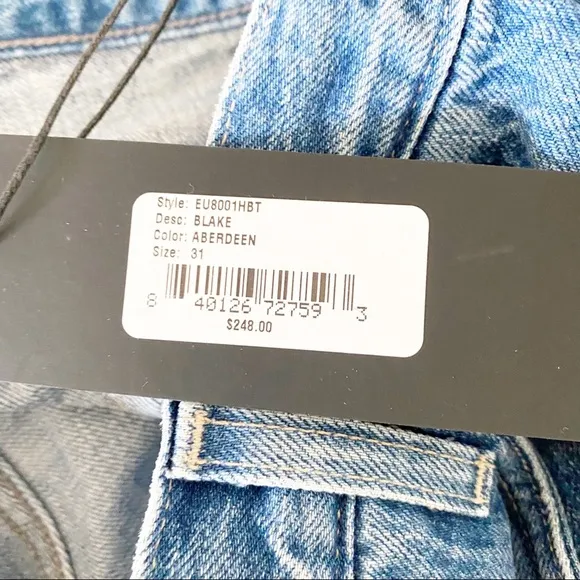 Style: EU8001HBT
Desc: BLAKE
Color: ABERDEEN
Size: 31
8 40126 72759 3
$248.00